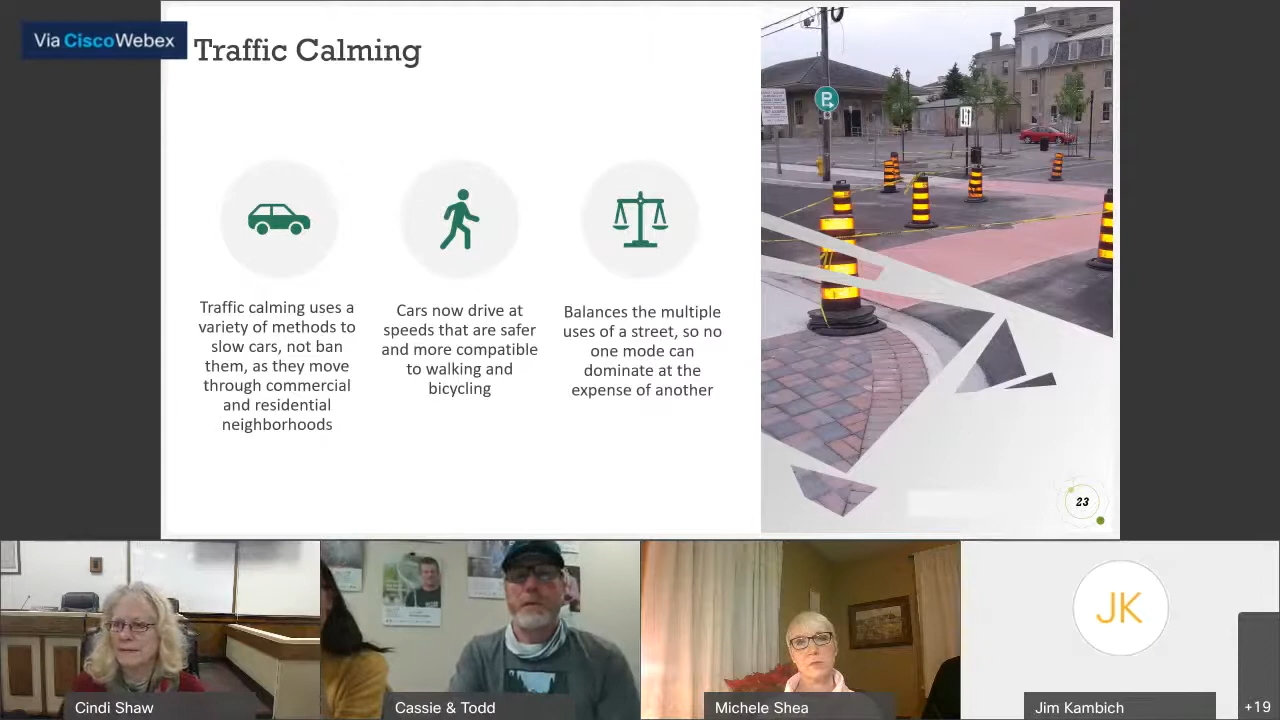 Via CiscoWebex
Traffic Calming
Traffic calming uses a
variety of methods to
slow cars, not ban
them, as they move
through commercial
and residential
neighborhoods
Cars now drive at
speeds that are safer
and more compatible
to walking and
bicycling
Balances the multiple
uses of a street, so no
one mode can
dominate at the
expense of another
P
23
JK
Cindi Shaw
Cassie & Todd
Michele Shea
Jim Kambich
+19